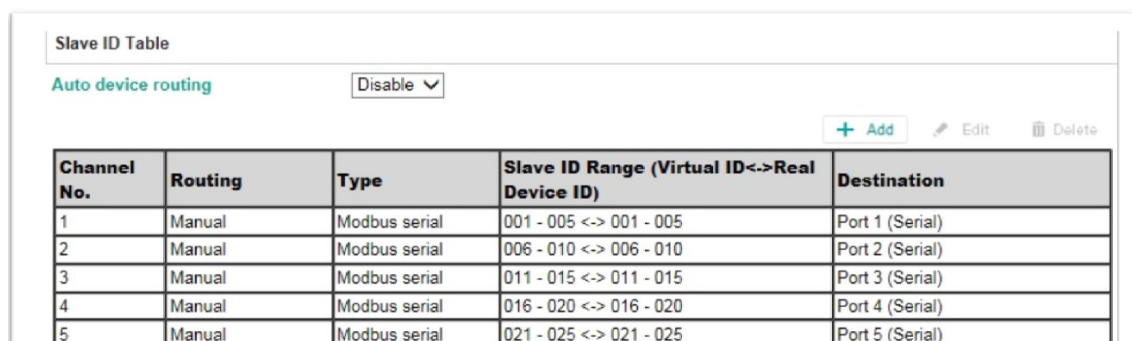 Slave ID Table
Auto device routing Disable
Add Edit Delete
Channel No. Routing Type Slave ID Range (Virtual ID<->Real Device ID) Destination
1 Manual Modbus serial 001 - 005 <-> 001 - 005 Port 1 (Serial)
2 Manual Modbus serial 006 - 010 <-> 006 - 010 Port 2 (Serial)
3 Manual Modbus serial 011 - 015 <-> 011 - 015 Port 3 (Serial)
4 Manual Modbus serial 016 - 020 <-> 016 - 020 Port 4 (Serial)
5 Manual Modbus serial 021 - 025 <-> 021 - 025 Port 5 (Serial)